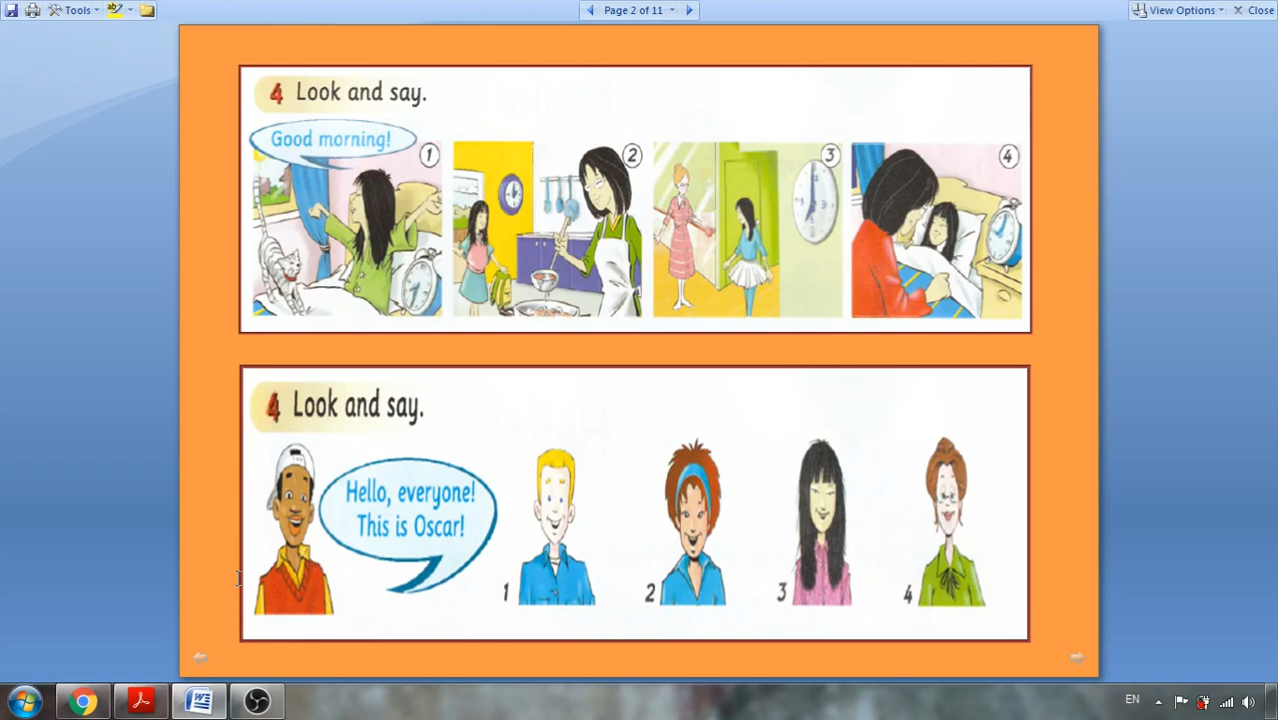 Tools
Page 2 of 11
View Options
Close
4 Look and say.
Good morning!
1
2
3
4
4 Look and say.
Hello, everyone!
This is Oscar!
1
2
3
4
EN